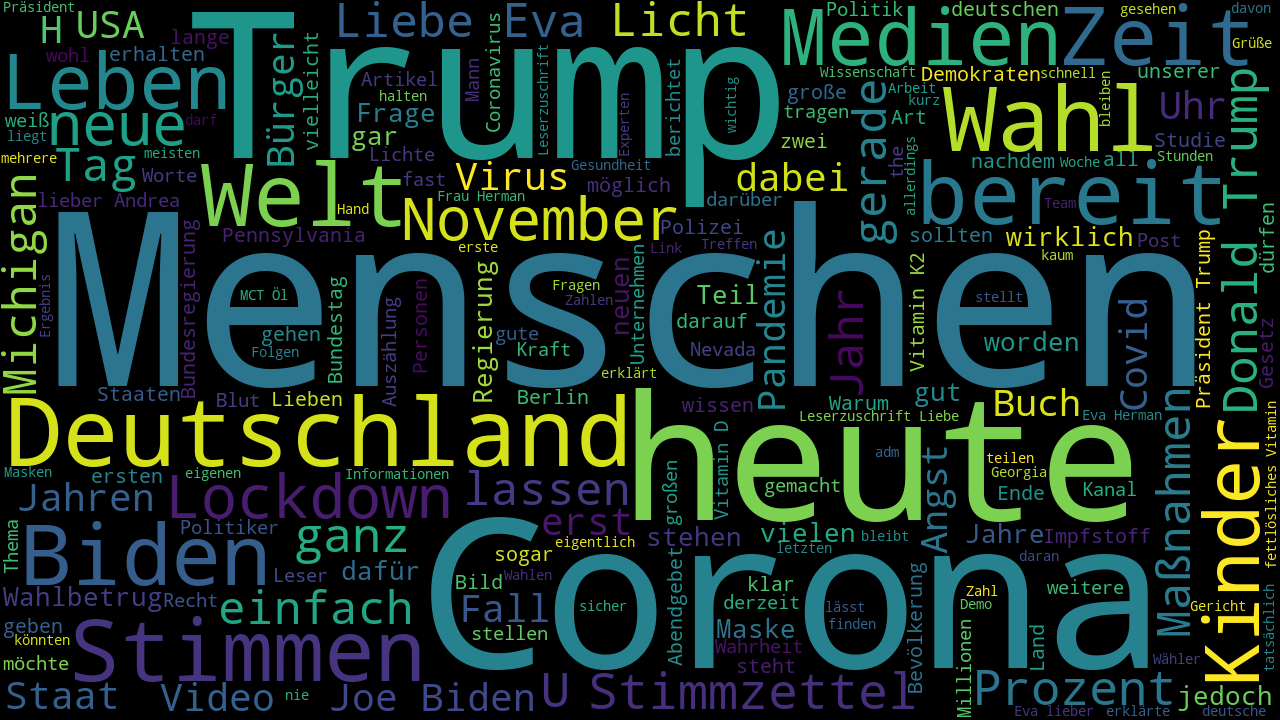 Präsident
H USA
lange
wohl
erhalten
Leben
Trump
Bürger
vielleicht
Liebe
Eva
Licht
Medien
Politik
deutschen
Zeit
gesehen
davon
Grüße
weiß
liegt
neue
darf
Artikel
halten
Frage
gar
Mann
Coronavirus
Leserzuschrift
Experten
berichtet
wichtig
große
tragen
zwei
Wissenschaft
Demokraten
schnell
unserer
Arbeit
kurz
Art
gerade
the
allerdings
Wahl
bleiben
Uhr
Studie
mehrere
Tag
meisten
Worte
Lichte
fast
Virus
Gesundheit
möglich
dabei
darüber
nachdem
Woche
all
Stunden
Donald Trump
dürfen
Michigan
lieber Andrea
Welt
Hand
Frau Herman
November
Polizei
bereit
Team
sollten
wirklich
Post
kaum
Pennsylvania
erste
Link
Treffen
Menschen
Ergebnis
Bundesregierung
MCT Öl
gehen
Folgen
Bundestag
Auszählung
Personen
Regierung
gute
Fragen
Zahlen
Kraft
neuen
Unternehmen
Teil
darauf
Nevada
Pandemie
Jahr
Vitamin K2
stellt
worden
Covid
Präsident Trump
Gesetz
erklärt
Staaten
Blut
Lieben
Berlin
wissen
Warum
gut
Buch
Leserzuschrift Liebe
Eva Herman
Deutschland
heute
Masken
ersten
eigenen
Informationen
Jahren
Lockdown
lassen
großen
Vitamin D
gemacht
adm
Angst
teilen
Georgia
Ende
Kanal
Maßnahmen
Kinder
fettlösliches Vitamin
Thema
Politiker
ganz
erst
stehen
vielen
letzten
bleibt
Jahre
Impfstoff
Biden
Leser
dafür
sogar
eigentlich
Corona
daran
Wahlbetrug
Recht
einfach
Bild
Wahlen
Fall
sicher
Abendgebet
klar
derzeit
lässt
finden
Bevölkerung
Zahl
Demo
weitere
Gericht
tatsächlich
geben
könnten
möchte
Stimmen
stellen
Maske
Wahrheit
steht
Millionen
Land
Wähler
Staat
Video
nie
Joe Biden
U
Stimmzettel
Prozent
jedoch
Eva lieber
erklärte
deutsche